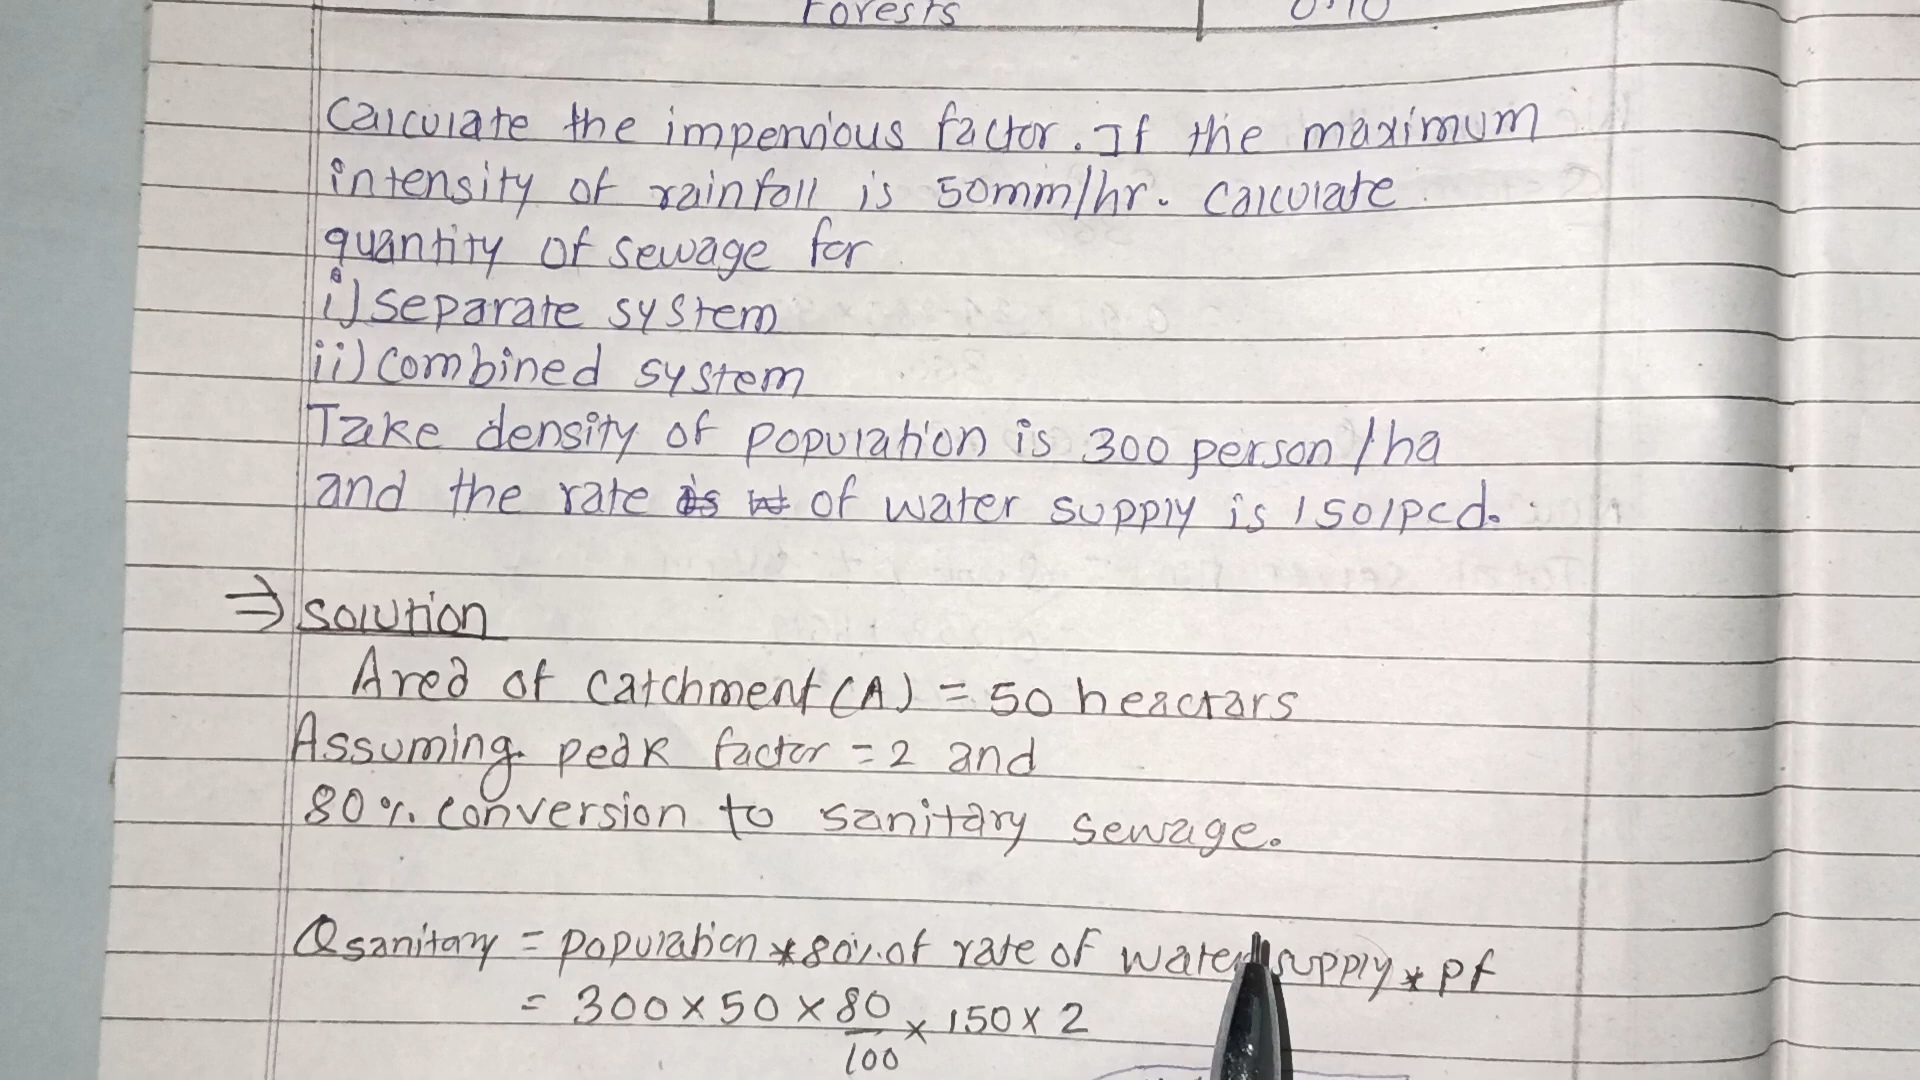 Forests 0.10
Calculate the impervious factor. If the maximum
intensity of rainfall is 50mm/hr. Calculate
quantity of sewage for
i) separate system
ii) combined system
Take density of population is 300 person/ha
and the rate of water supply is 150lpcd.
⇒ Solution
Area of catchment (A) = 50 heactars
Assuming peak factor = 2 and
80% conversion to sanitary sewage.
Qsanitary = population * 80% of rate of water supply * pf
= 300 × 50 × 80/100 × 150 × 2